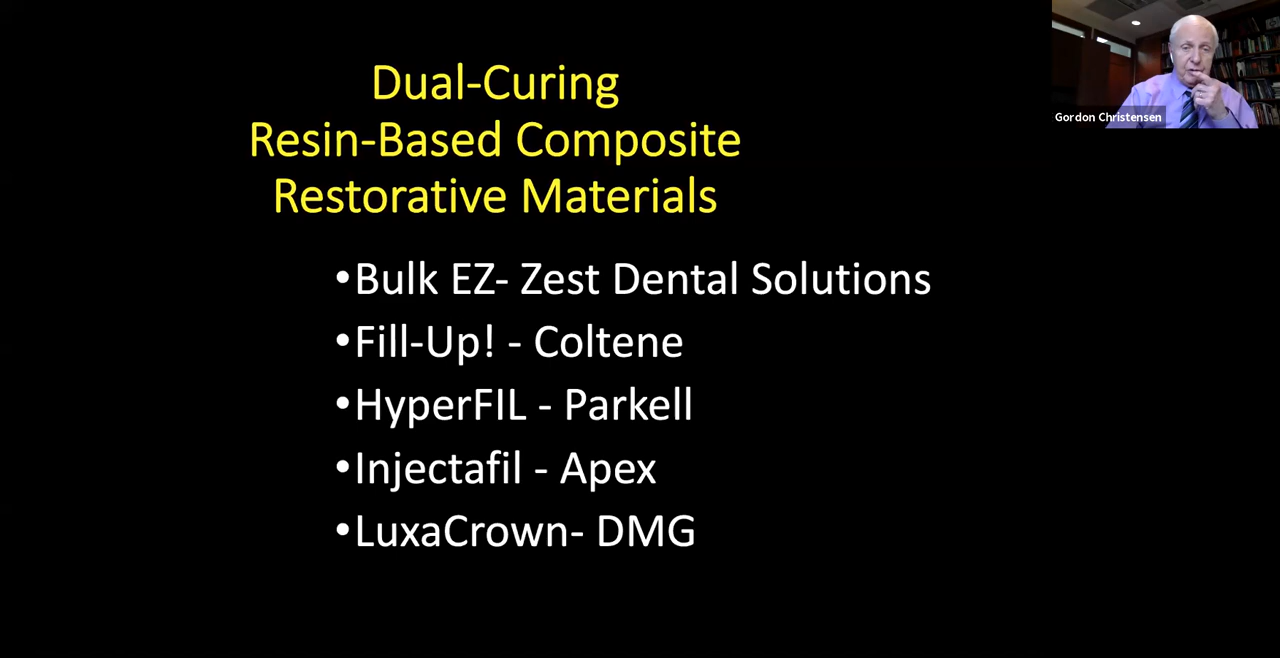 Dual-Curing
Resin-Based Composite
Restorative Materials
•Bulk EZ- Zest Dental Solutions
•Fill-Up! - Coltene
•HyperFIL - Parkell
•Injectafil - Apex
•LuxaCrown- DMG
Gordon Christensen